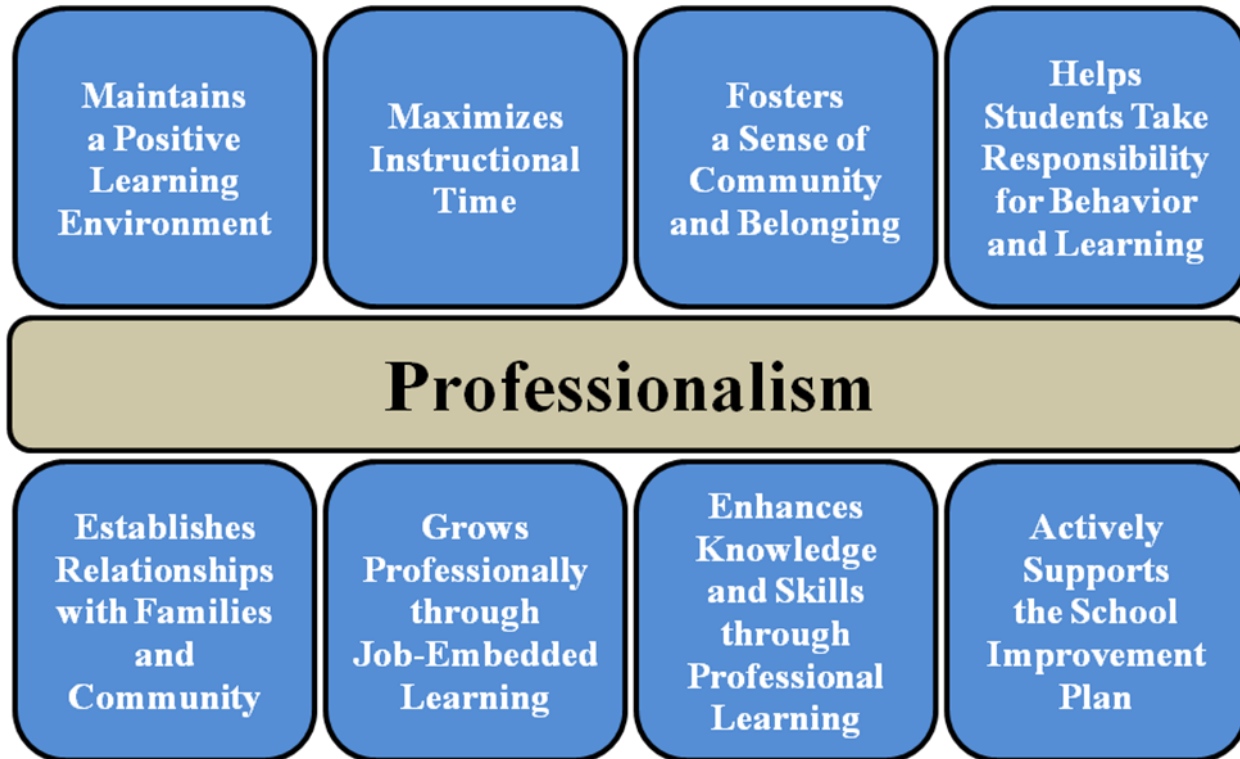 Maintains
a Positive
Learning
Environment
Maximizes
Instructional
Time
Fosters
a Sense of
Community
and Belonging
Helps
Students Take
Responsibility
for Behavior
and Learning
Professionalism
Establishes
Relationships
with Families
and
Community
Grows
Professionally
through
Job-Embedded
Learning
Enhances
Knowledge
and Skills
through
Professional
Learning
Actively
Supports
the School
Improvement
Plan